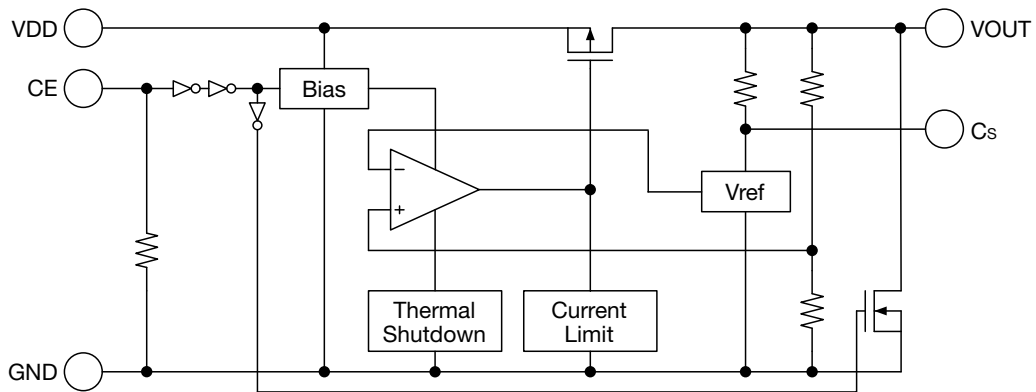 VDD
VOUT
CE
Bias
Cs
−
Vref
+
Thermal
Shutdown
Current
Limit
GND